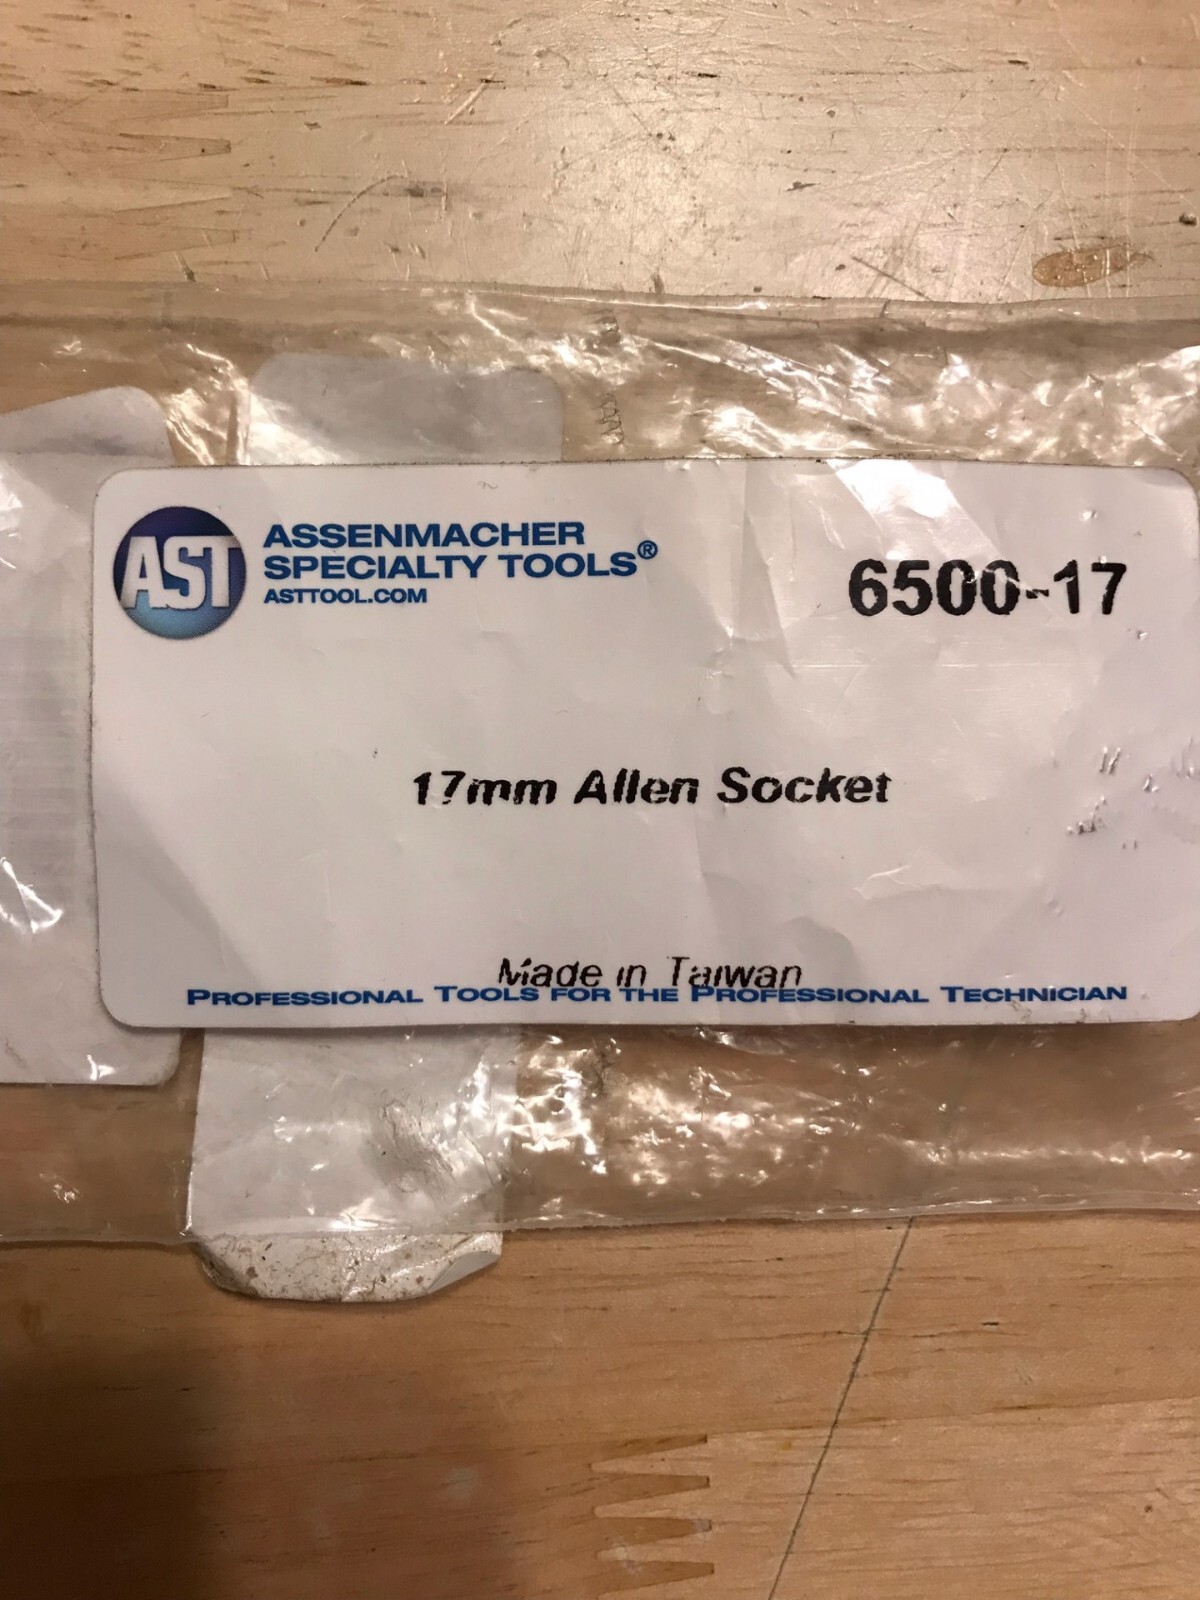 AST
ASSENMACHER
SPECIALTY TOOLS®
ASTTOOL.COM
6500-17
17mm Allen Socket
Made in Taiwan
PROFESSIONAL TOOLS FOR THE PROFESSIONAL TECHNICIAN